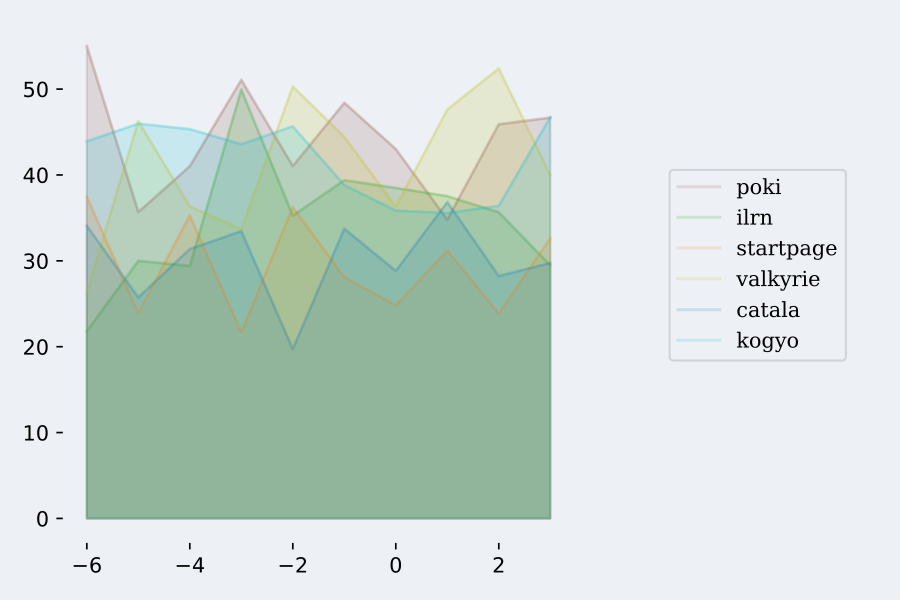 50
40
30
20
10
0
−6 −4 −2 0 2
poki
ilrn
startpage
valkyrie
catala
kogyo